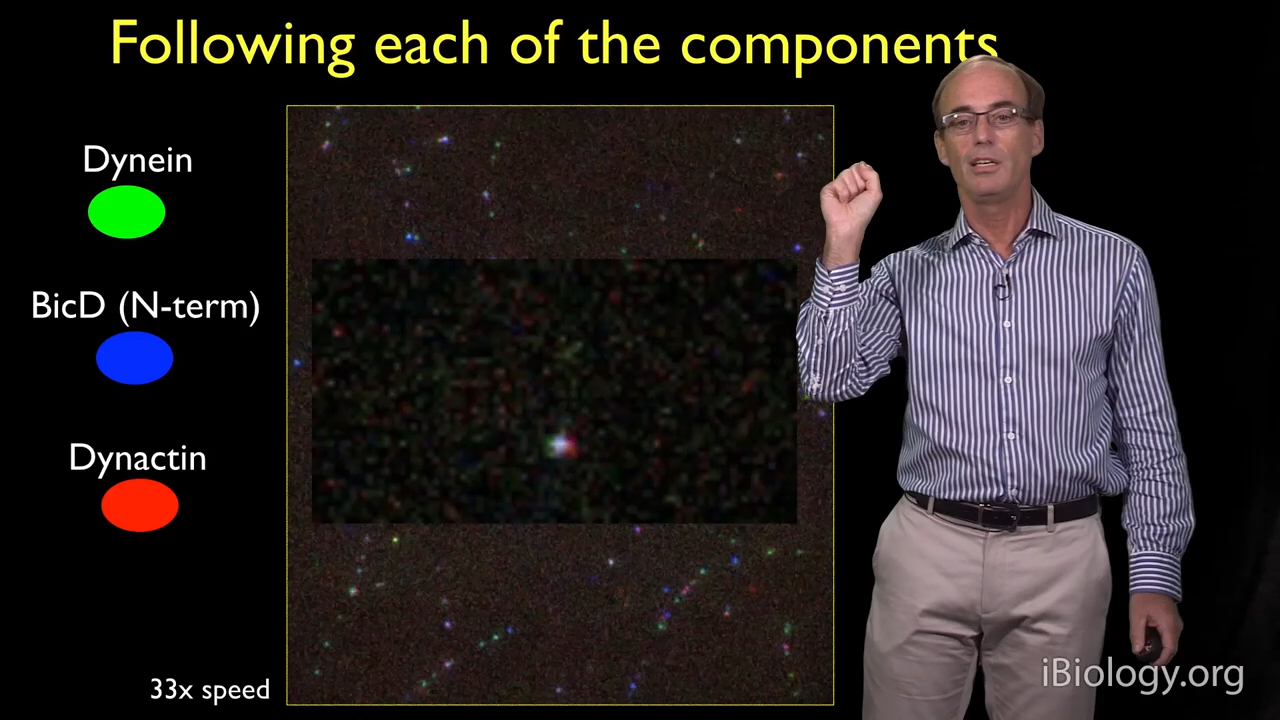 Following each of the components
Dynein
BicD (N-term)
Dynactin
33x speed
iBiology.org